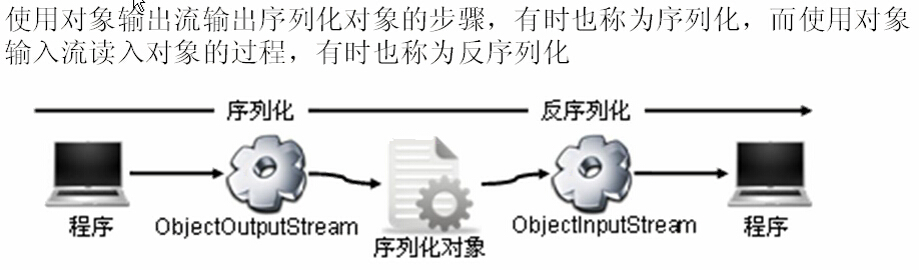 使用对象输出流输出序列化对象的步骤，有时也称为序列化，而使用对象
输入流读入对象的过程，有时也称为反序列化
序列化
反序列化
程序
ObjectOutputStream
序列化对象
ObjectInputStream
程序